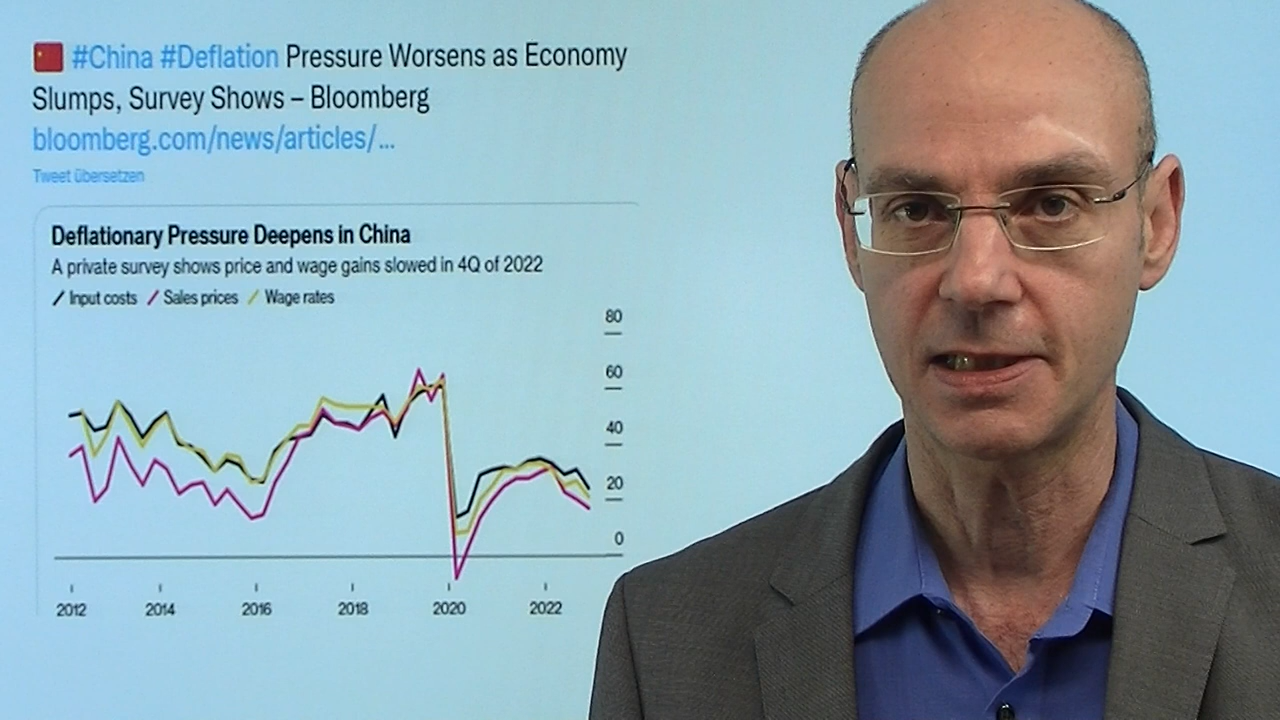 #China #Deflation Pressure Worsens as Economy
Slumps, Survey Shows – Bloomberg
bloomberg.com/news/articles/...
Tweet übersetzen
Deflationary Pressure Deepens in China
A private survey shows price and wage gains slowed in 4Q of 2022
Input costs Sales prices Wage rates
80
60
40
20
0
2012 2014 2016 2018 2020 2022